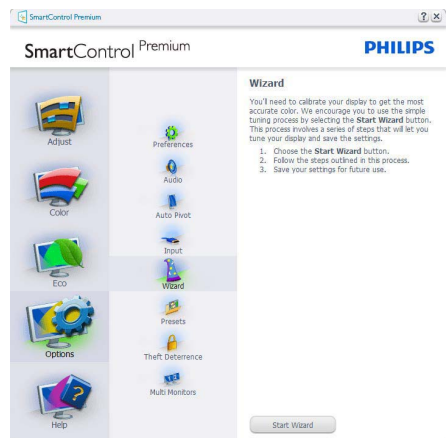 SmartControl Premium
? ×
SmartControl Premium
PHILIPS
Adjust
Color
Eco
Options
Help
Preferences
Audio
Auto Pivot
Input
Wizard
Presets
Theft Deterrence
Multi Monitors
Wizard
You'll need to calibrate your display to get the most
accurate color. We encourage you to use the simple
tuning process by selecting the Start Wizard button.
This process involves a series of steps that will let you
tune your display and save the settings.
1. Choose the Start Wizard button.
2. Follow the steps outlined in this process.
3. Save your settings for future use.
Start Wizard